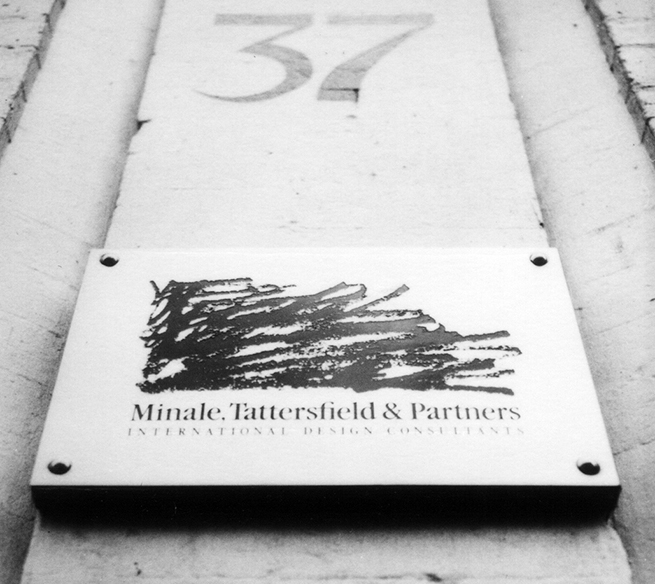 37
Minale, Tattersfield & Partners
INTERNATIONAL DESIGN CONSULTANTS